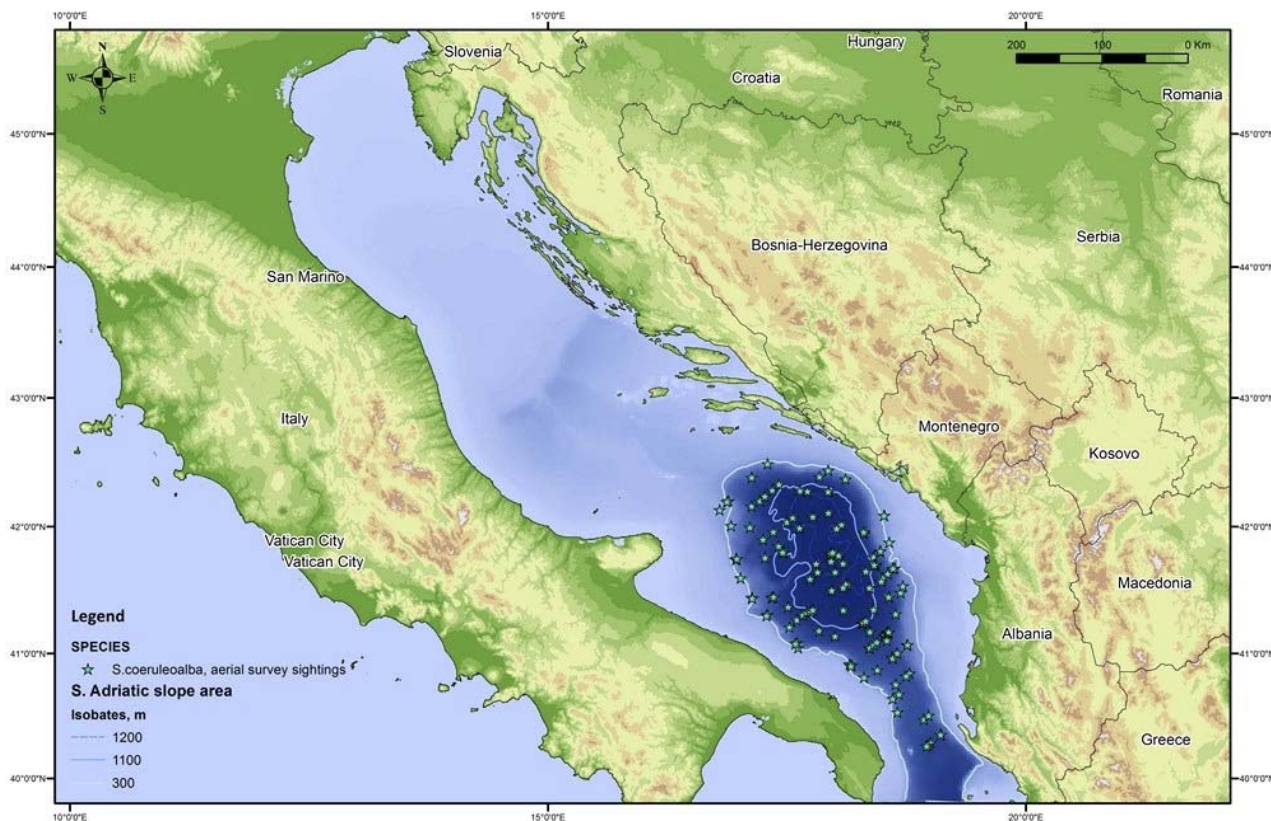 10°0'0"E 15°0'0"E 20°0'0"E
N
W E
S
Slovenia
Hungary
200 100 0 Km
Croatia
Romania
45°0'0"N 45°0'0"N
Bosnia-Herzegovina
Serbia
San Marino
44°0'0"N 44°0'0"N
43°0'0"N 43°0'0"N
Italy
Montenegro
Kosovo
42°0'0"N 42°0'0"N
Vatican City
Vatican City
Macedonia
Albania
Legend
SPECIES
S.coeruleoalba, aerial survey sightings
41°0'0"N 41°0'0"N
S. Adriatic slope area
Isobates, m
1200
1100
300
Greece
40°0'0"N 40°0'0"N
10°0'0"E 15°0'0"E 20°0'0"E